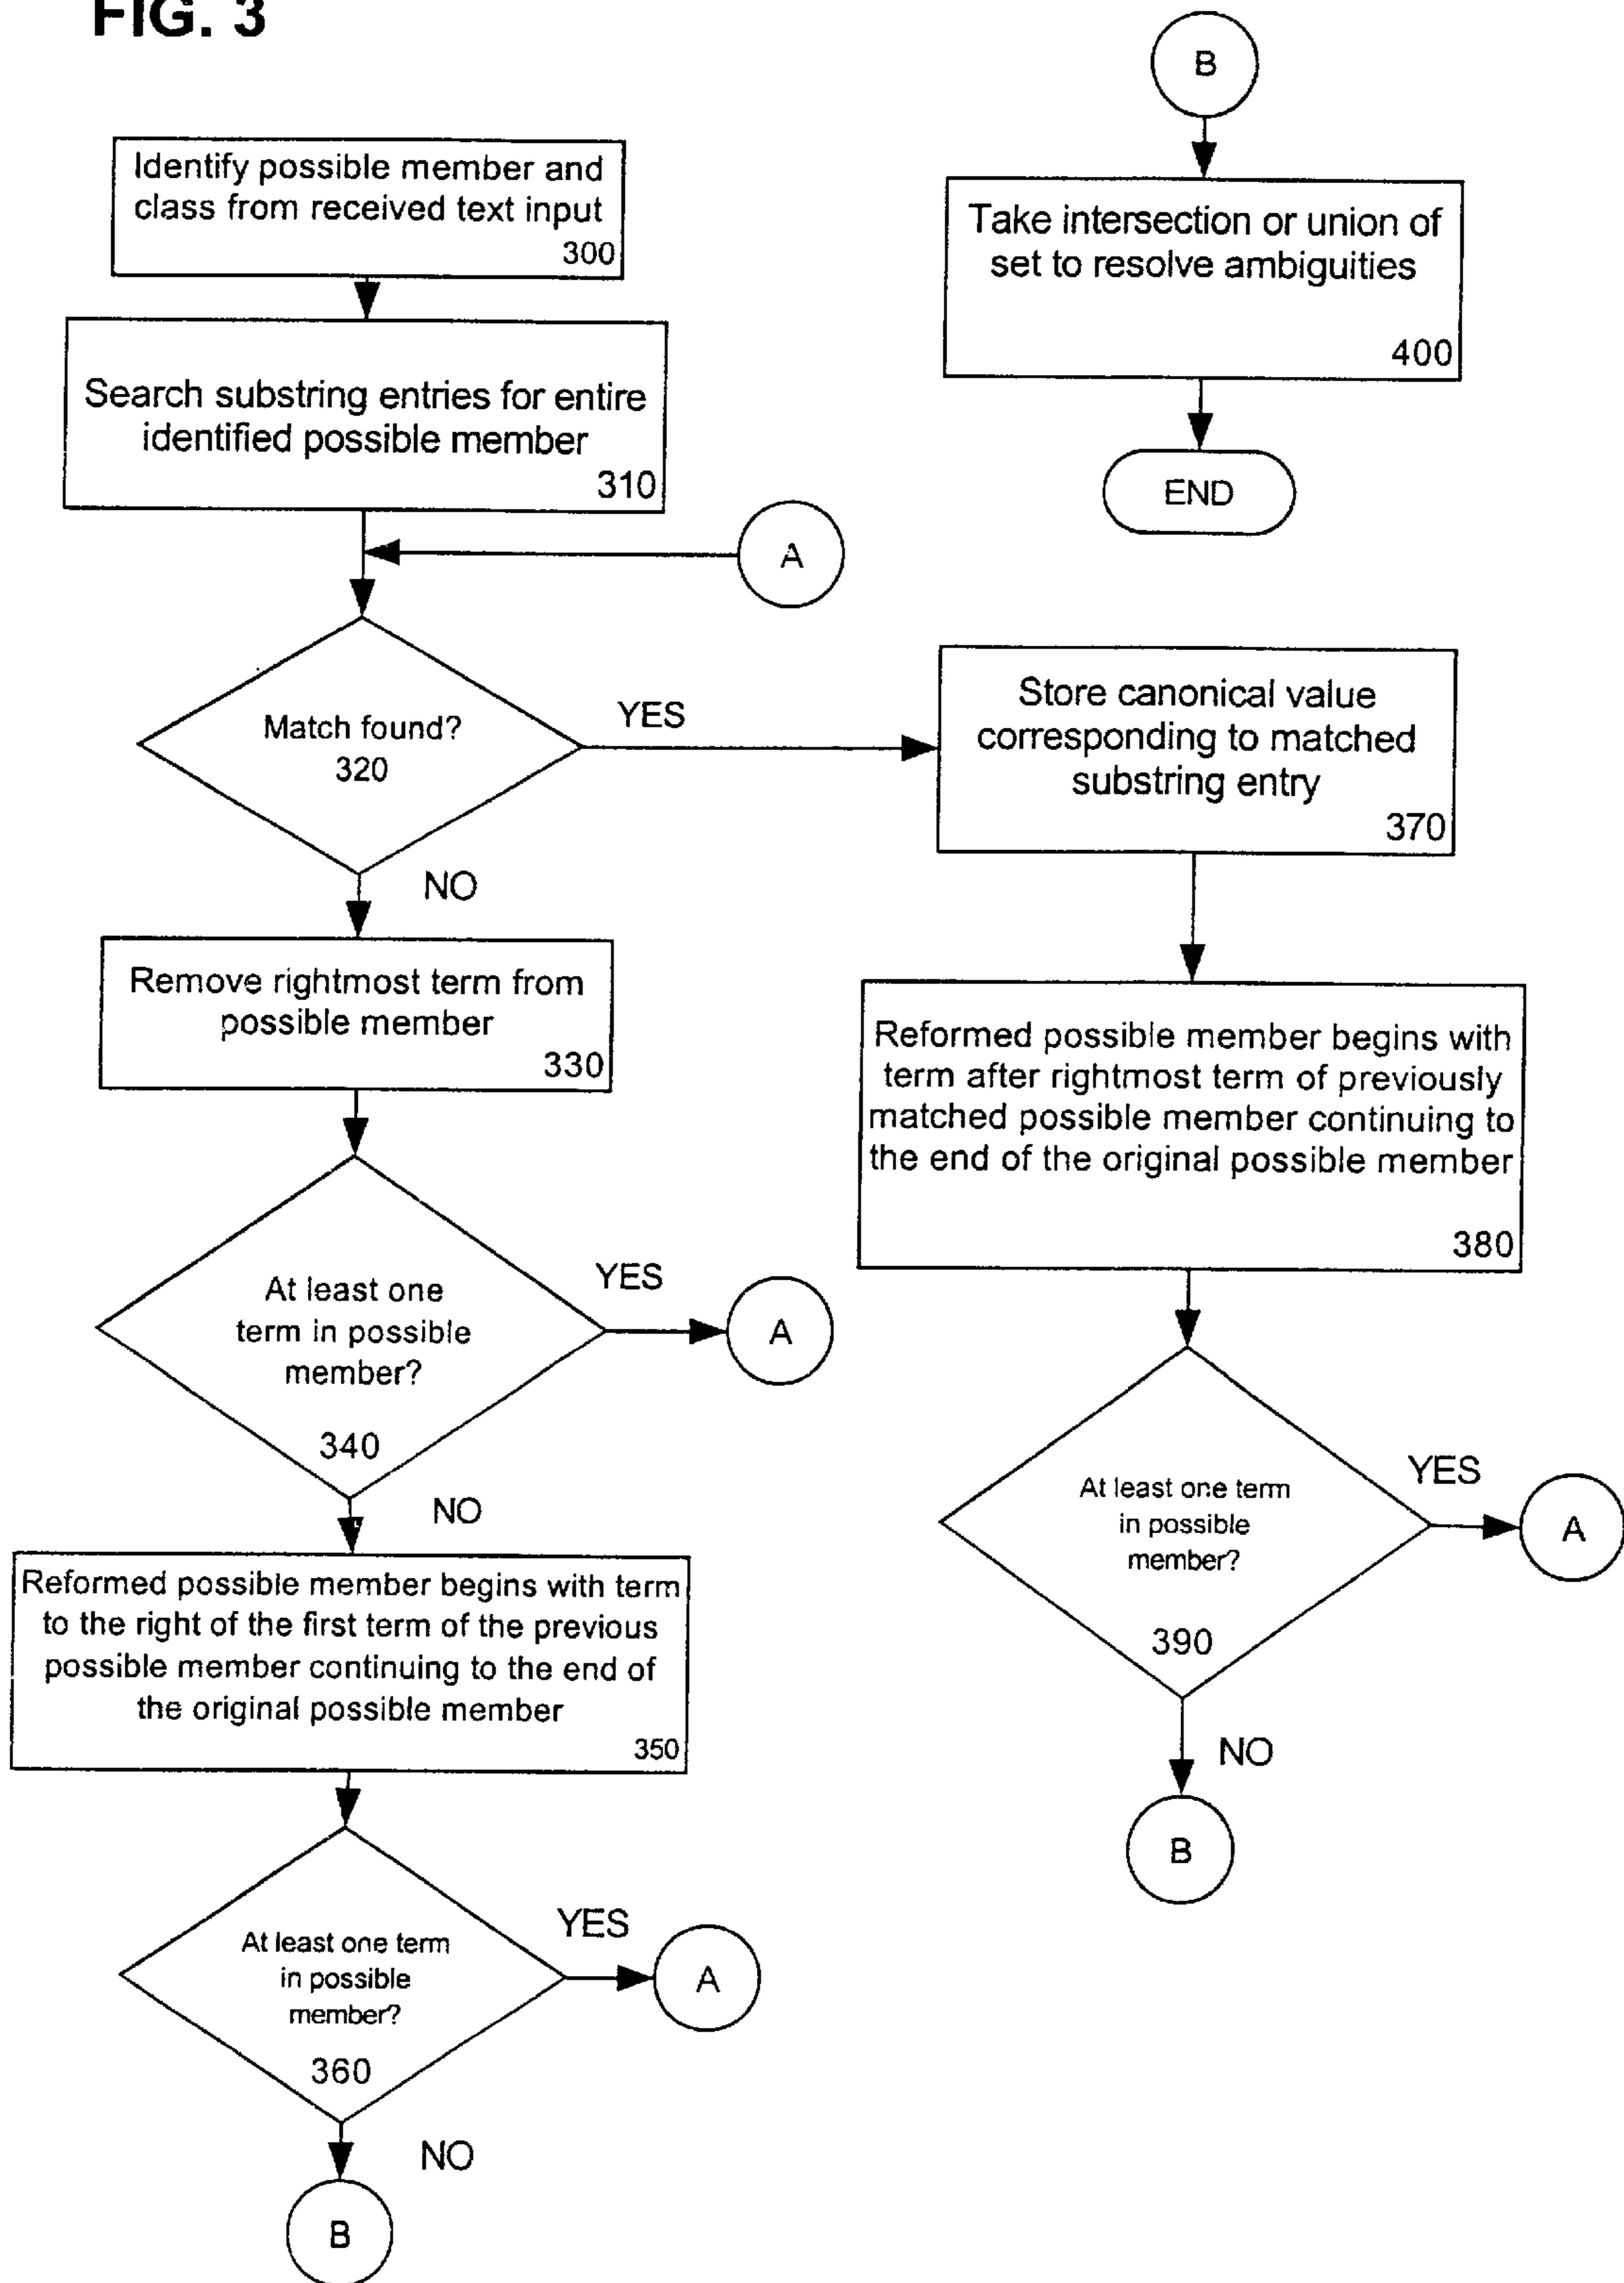 FIG. 3
Identify possible member and
class from received text input
300
Search substring entries for entire
identified possible member
310
A
Match found?
320
YES
NO
Remove rightmost term from
possible member
330
At least one
term in possible
member?
340
YES
A
NO
Reformed possible member begins with term
to the right of the first term of the previous
possible member continuing to the end of
the original possible member
350
At least one term
in possible
member?
360
YES
A
NO
B
B
Take intersection or union of
set to resolve ambiguities
400
END
Store canonical value
corresponding to matched
substring entry
370
Reformed possible member begins with
term after rightmost term of previously
matched possible member continuing to
the end of the original possible member
380
At least one term
in possible
member?
390
YES
A
NO
B